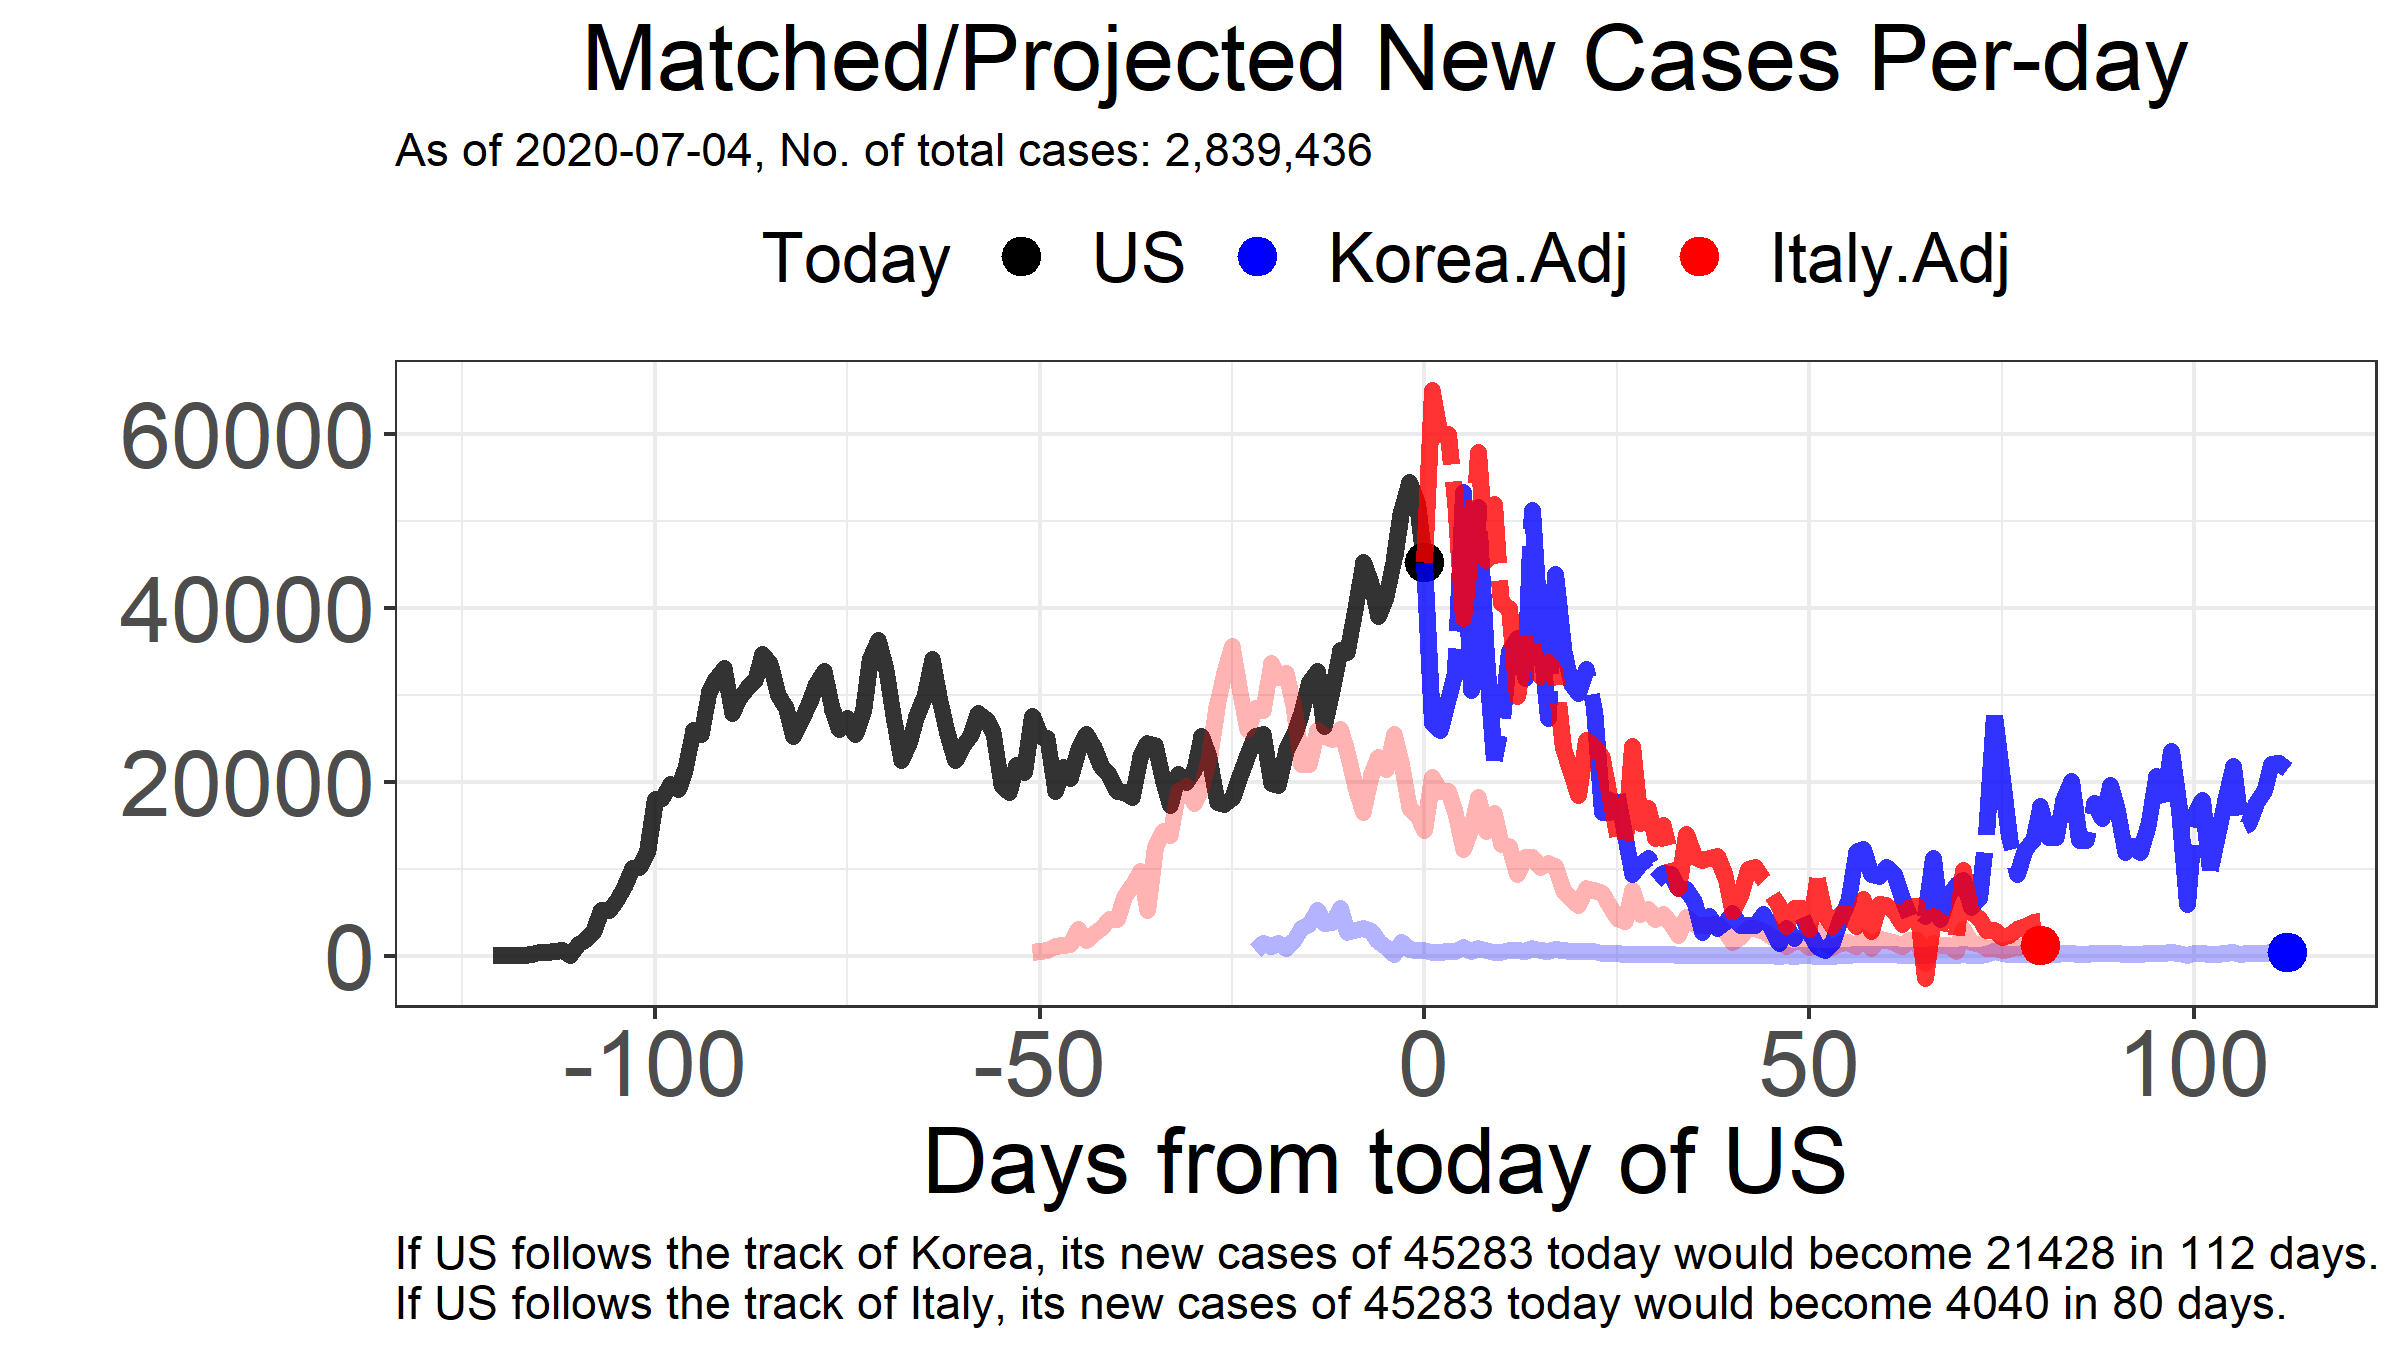 Matched/Projected New Cases Per-day
As of 2020-07-04, No. of total cases: 2,839,436
Today US Korea.Adj Italy.Adj
60000
40000
20000
0
-100 -50 0 50 100
Days from today of US
If US follows the track of Korea, its new cases of 45283 today would become 21428 in 112 days.
If US follows the track of Italy, its new cases of 45283 today would become 4040 in 80 days.